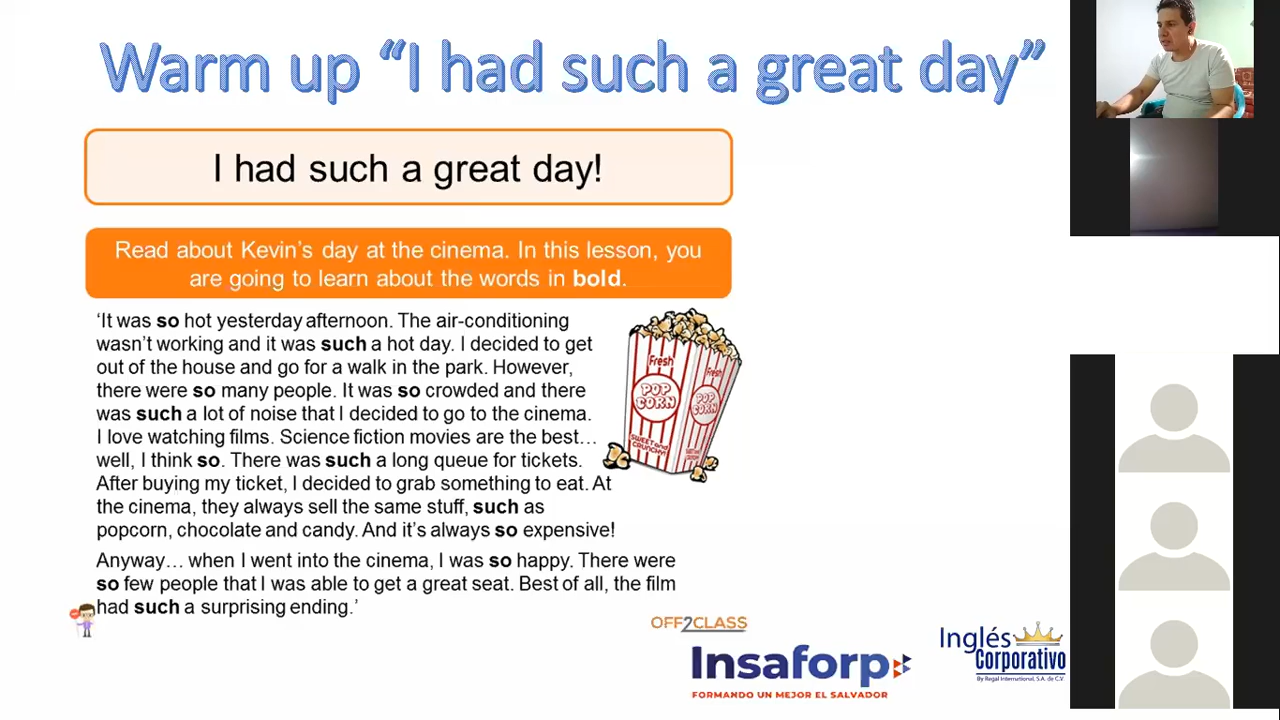 Warm up “I had such a great day”
I had such a great day!
Read about Kevin’s day at the cinema. In this lesson, you
are going to learn about the words in bold.
‘It was so hot yesterday afternoon. The air-conditioning
wasn’t working and it was such a hot day. I decided to get
out of the house and go for a walk in the park. However,
there were so many people. It was so crowded and there
was such a lot of noise that I decided to go to the cinema.
I love watching films. Science fiction movies are the best…
well, I think so. There was such a long queue for tickets.
After buying my ticket, I decided to grab something to eat. At
the cinema, they always sell the same stuff, such as
popcorn, chocolate and candy. And it’s always so expensive!
Anyway… when I went into the cinema, I was so happy. There were
so few people that I was able to get a great seat. Best of all, the film
had such a surprising ending.’
Fresh
POP
CORN
SWEET and
CRUNCHY
Fresh
POP
CORN
OFF2CLASS
Insaforp
FORMANDO UN MEJOR EL SALVADOR
Inglés
Corporativo
By Regal International, S.A. de C.V.